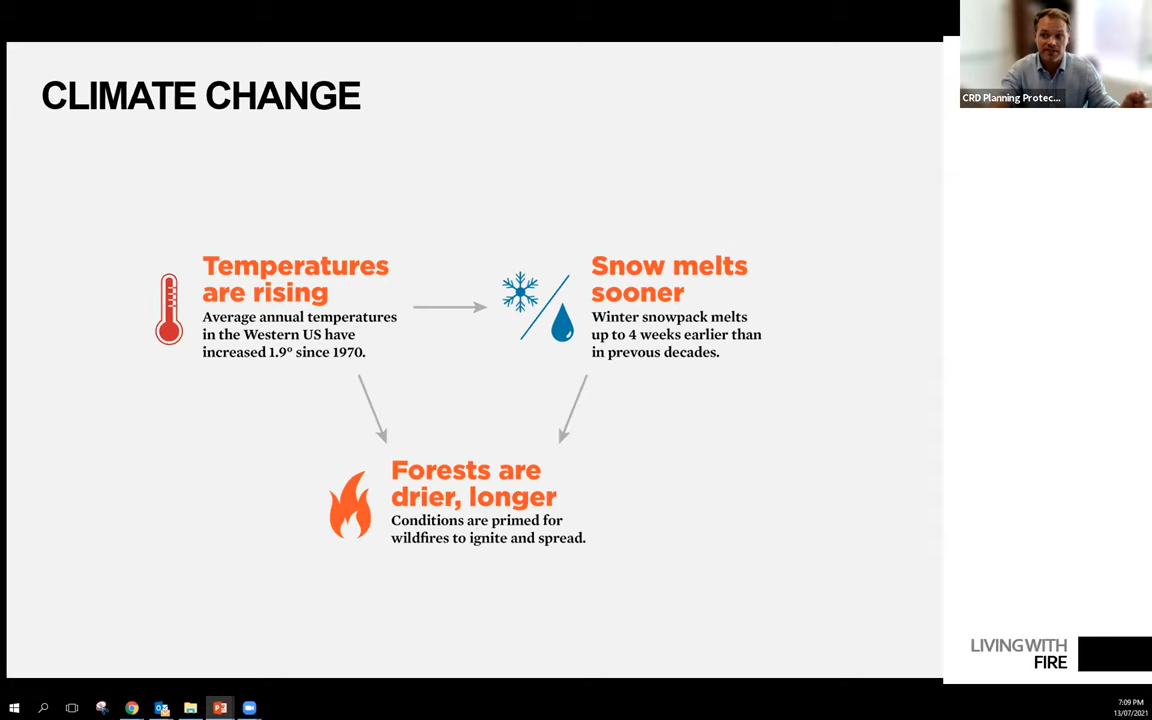 CLIMATE CHANGE
CRD Planning Protec...
Temperatures
are rising
Average annual temperatures
in the Western US have
increased 1.9° since 1970.
Snow melts
sooner
Winter snowpack melts
up to 4 weeks earlier than
in prevous decades.
Forests are
drier, longer
Conditions are primed for
wildfires to ignite and spread.
LIVING WITH
FIRE
7:09 PM
13/07/2021